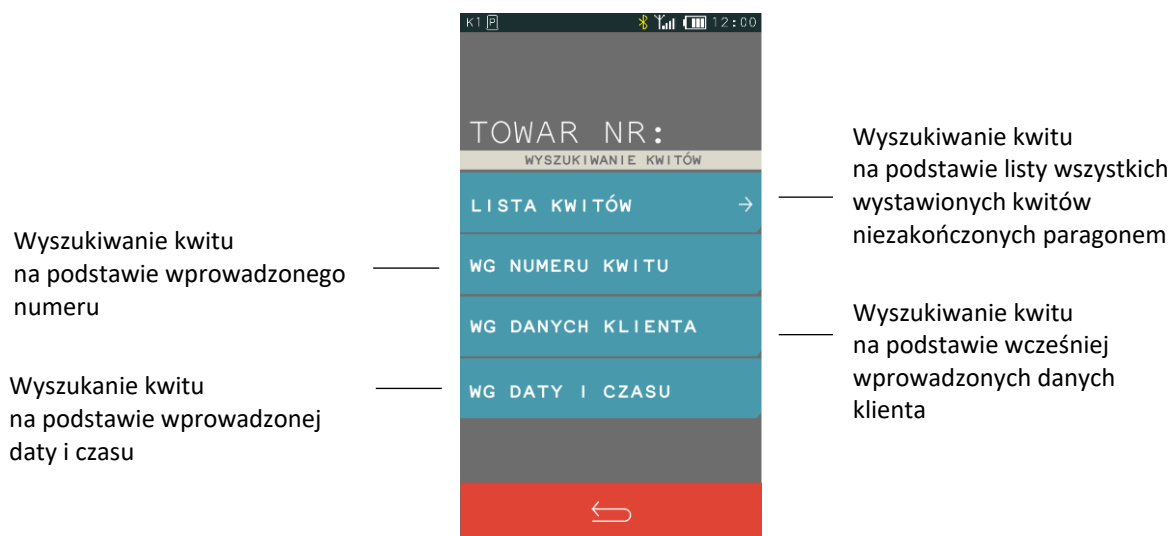 K1 P 12:00
TOWAR NR:
WYSZUKIWANIE KWITÓW
LISTA KWITÓW →
WG NUMERU KWITU
WG DANYCH KLIENTA
WG DATY I CZASU
Wyszukiwanie kwitu
na podstawie wprowadzonego
numeru
Wyszukanie kwitu
na podstawie wprowadzonej
daty i czasu
Wyszukiwanie kwitu
na podstawie listy wszystkich
wystawionych kwitów
niezakończonych paragonem
Wyszukiwanie kwitu
na podstawie wcześniej
wprowadzonych danych
klienta